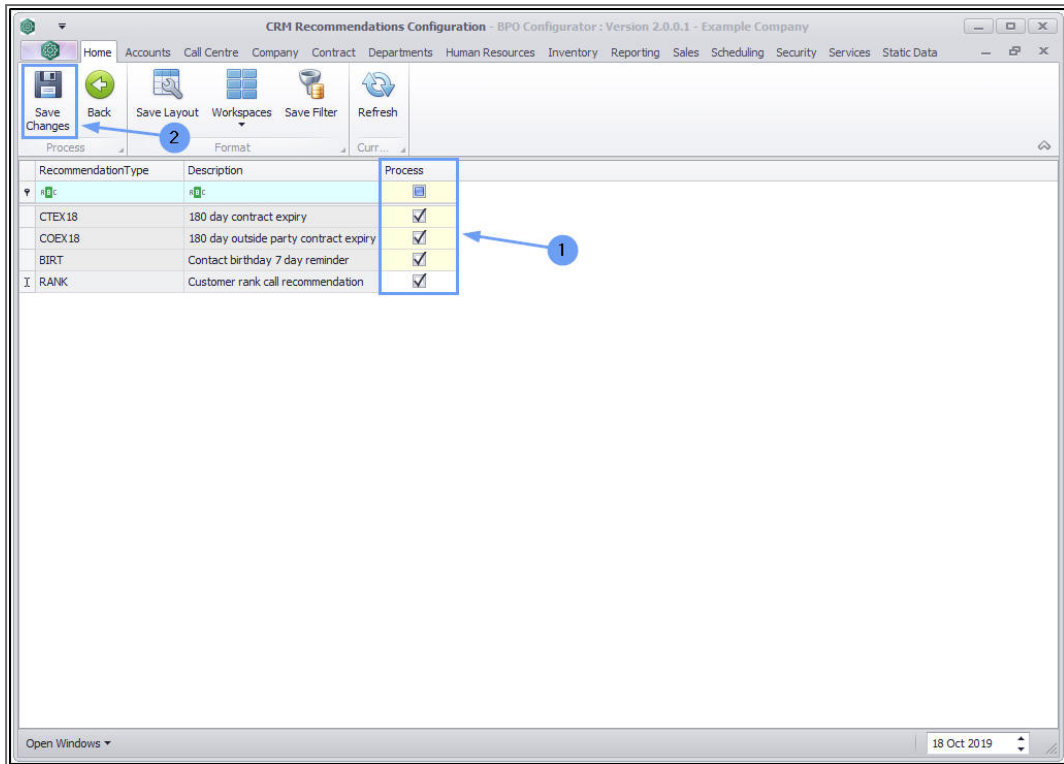 CRM Recommendations Configuration - BPO Configurator : Version 2.0.0.1 - Example Company
Home Accounts Call Centre Company Contract Departments Human Resources Inventory Reporting Sales Scheduling Security Services Static Data
Save Changes Back Save Layout Workspaces Save Filter Refresh
2
Process Format Curr...
RecommendationType Description Process
CTEX18 180 day contract expiry
COEX18 180 day outside party contract expiry
1
BIRT Contact birthday 7 day reminder
RANK Customer rank call recommendation
Open Windows 18 Oct 2019